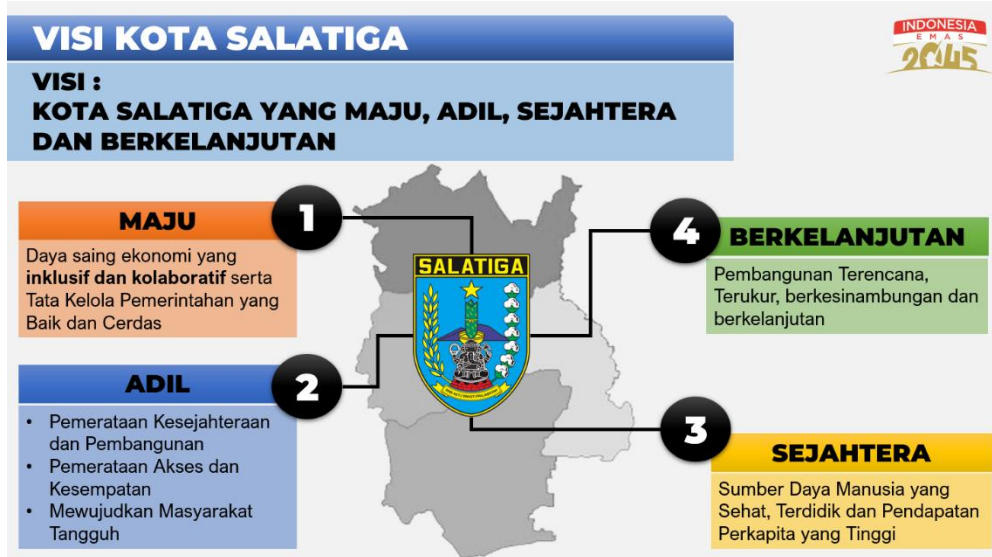 VISI KOTA SALATIGA
INDONESIA
EMAS
2045
VISI :
KOTA SALATIGA YANG MAJU, ADIL, SEJAHTERA
DAN BERKELANJUTAN
1
MAJU
Daya saing ekonomi yang
inklusif dan kolaboratif serta
Tata Kelola Pemerintahan yang
Baik dan Cerdas
2
ADIL
• Pemerataan Kesejahteraan
dan Pembangunan
• Pemerataan Akses dan
Kesempatan
• Mewujudkan Masyarakat
Tangguh
SALATIGA
4
BERKELANJUTAN
Pembangunan Terencana,
Terukur, berkesinambungan dan
berkelanjutan
3
SEJAHTERA
Sumber Daya Manusia yang
Sehat, Terdidik dan Pendapatan
Perkapita yang Tinggi